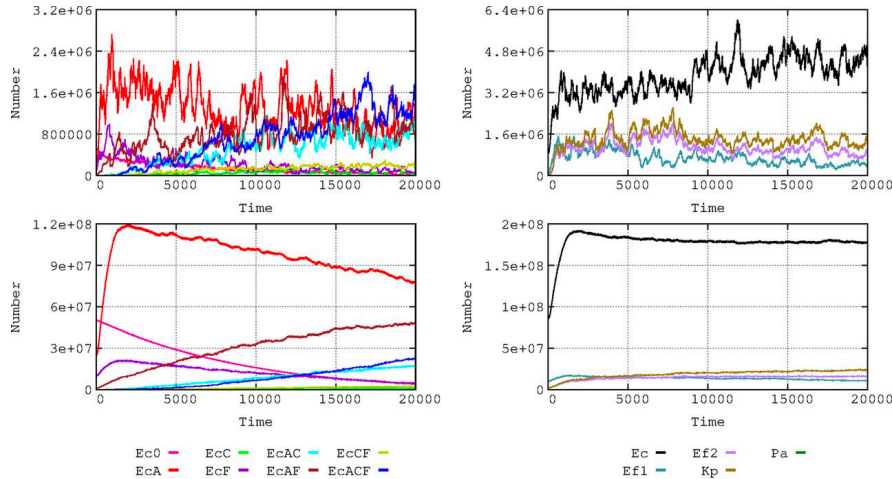 3.2e+06
2.4e+06
1.6e+06
800000
0
Number
0 5000 10000 15000 20000
Time
6.4e+06
4.8e+06
3.2e+06
1.6e+06
0
Number
0 5000 10000 15000 20000
Time
1.2e+08
9e+07
6e+07
3e+07
0
Number
0 5000 10000 15000 20000
Time
2e+08
1.5e+08
1e+08
5e+07
0
Number
0 5000 10000 15000 20000
Time
Ec0 EcC EcAC EcCF
EcA EcF EcAF EcACF
Ec Ef2 Pa
Ef1 Kp